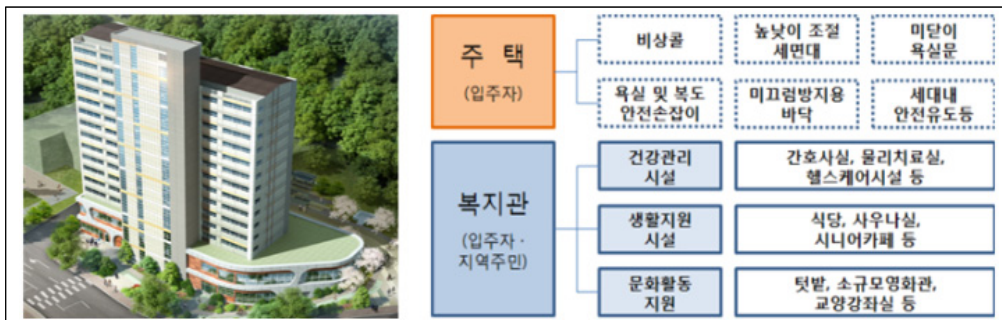 주 택
(입주자)
비상콜
높낮이 조절
세면대
미닫이
욕실문
욕실 및 복도
안전손잡이
미끄럼방지용
바닥
세대내
안전유도등
복지관
(입주자·
지역주민)
건강관리
시설
간호사실, 물리치료실,
헬스케어시설 등
생활지원
시설
식당, 사우나실,
시니어카페 등
문화활동
지원
텃밭, 소규모영화관,
교양강좌실 등